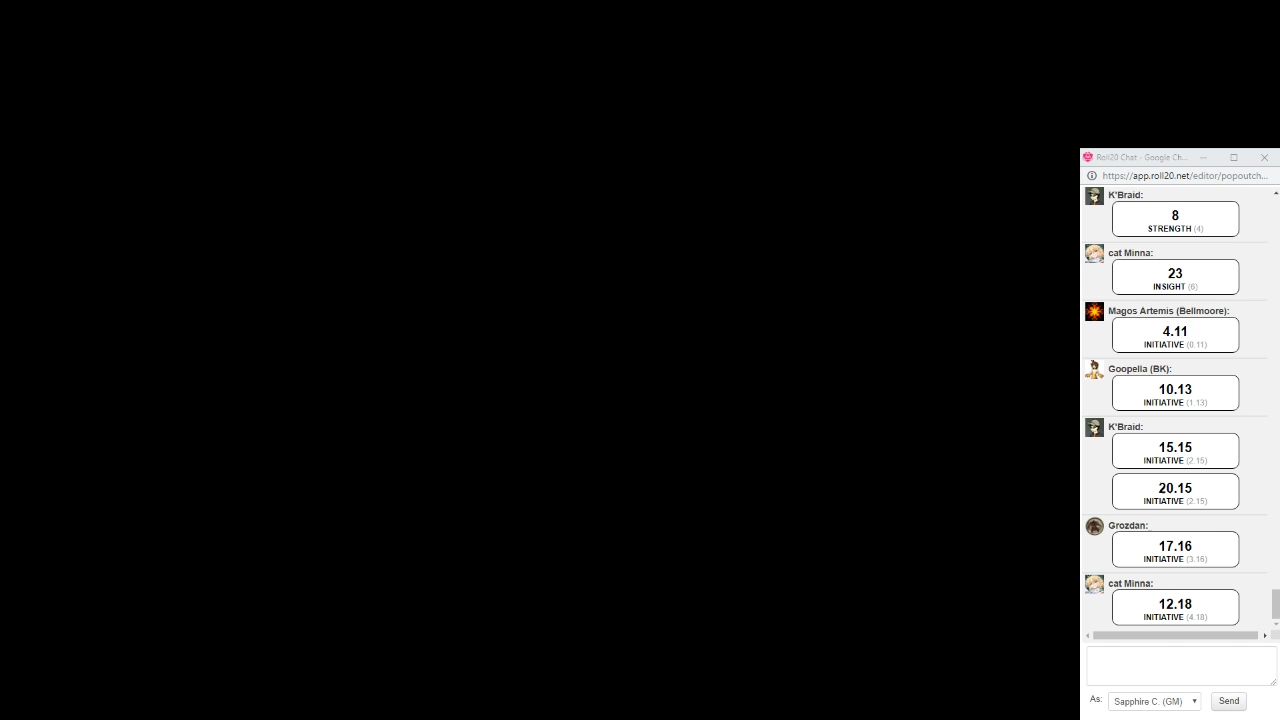 Roll20 Chat - Google Ch...
https://app.roll20.net/editor/popoutch...
K'Braid:
8
STRENGTH (4)
cat Minna:
23
INSIGHT (6)
Magos Artemis (Bellmoore):
4.11
INITIATIVE (0.11)
Goopella (BK):
10.13
INITIATIVE (1.13)
K'Braid:
15.15
INITIATIVE (2.15)
20.15
INITIATIVE (2.15)
Grozdan:
17.16
INITIATIVE (3.16)
cat Minna:
12.18
INITIATIVE (4.18)
As: Sapphire C. (GM) Send